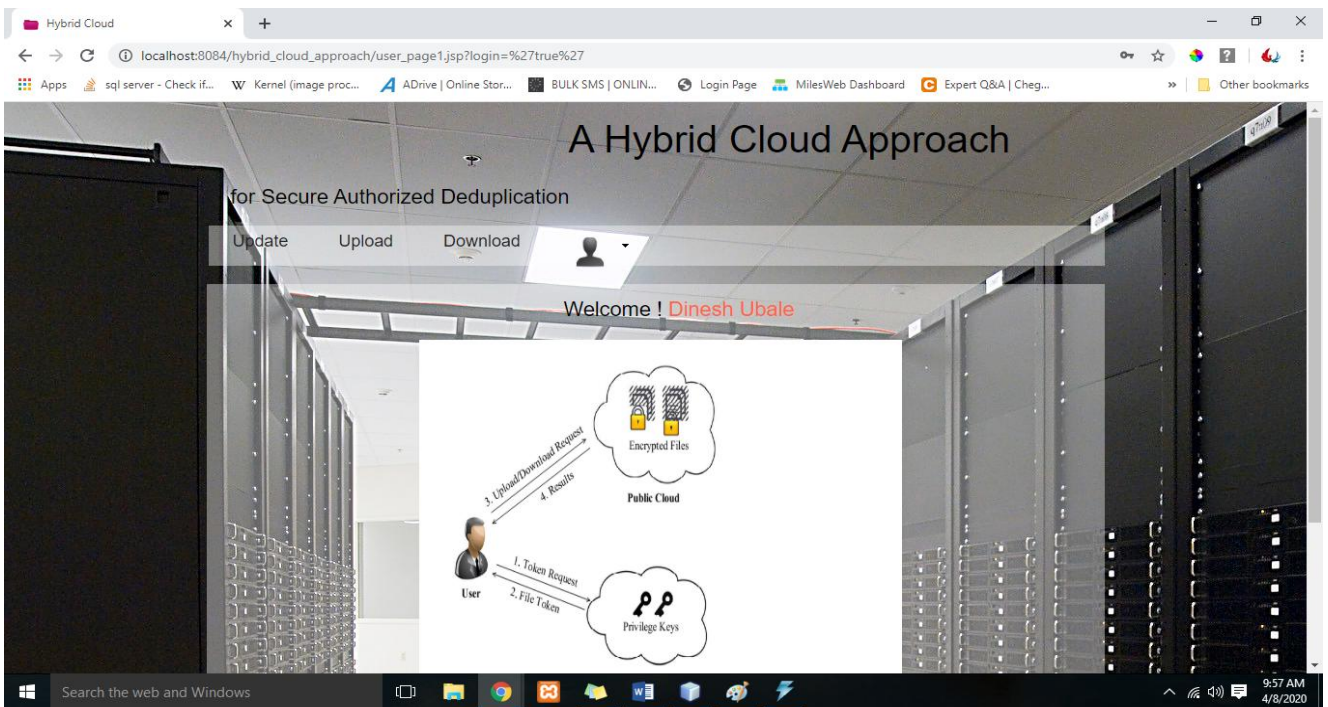 Hybrid Cloud
localhost:8084/hybrid_cloud_approach/user_page1.jsp?login=%27true%27
Apps sql server - Check if... Kernel (image proc... ADrive | Online Stor... BULK SMS | ONLIN... Login Page MilesWeb Dashboard Expert Q&A | Cheg... » Other bookmarks
A Hybrid Cloud Approach
for Secure Authorized Deduplication
Update Upload Download
Welcome ! Dinesh Ubale
Encrypted Files
Public Cloud
3. Upload/Download Request
4. Results
User
1. Token Request
2. File Token
Privilege Keys
Search the web and Windows
9:57 AM
4/8/2020